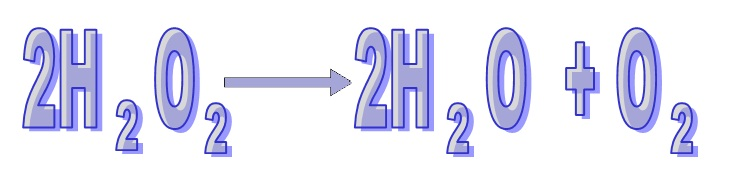 2H₂O₂ → 2H₂O + O₂